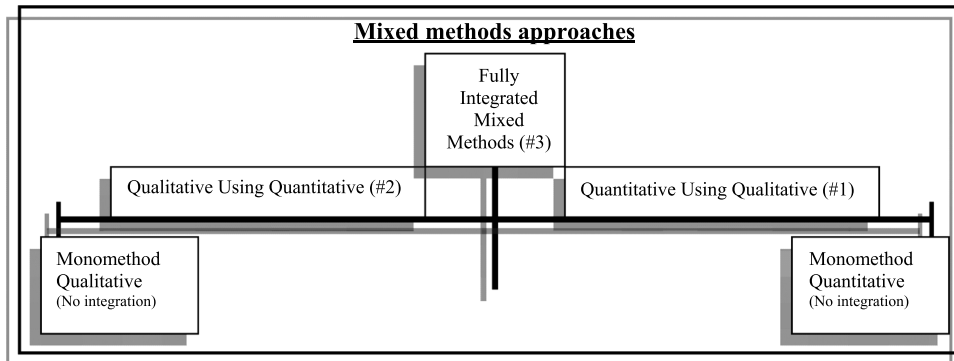 Mixed methods approaches
Fully
Integrated
Mixed
Methods (#3)
Qualitative Using Quantitative (#2)
Quantitative Using Qualitative (#1)
Monomethod
Qualitative
(No integration)
Monomethod
Quantitative
(No integration)